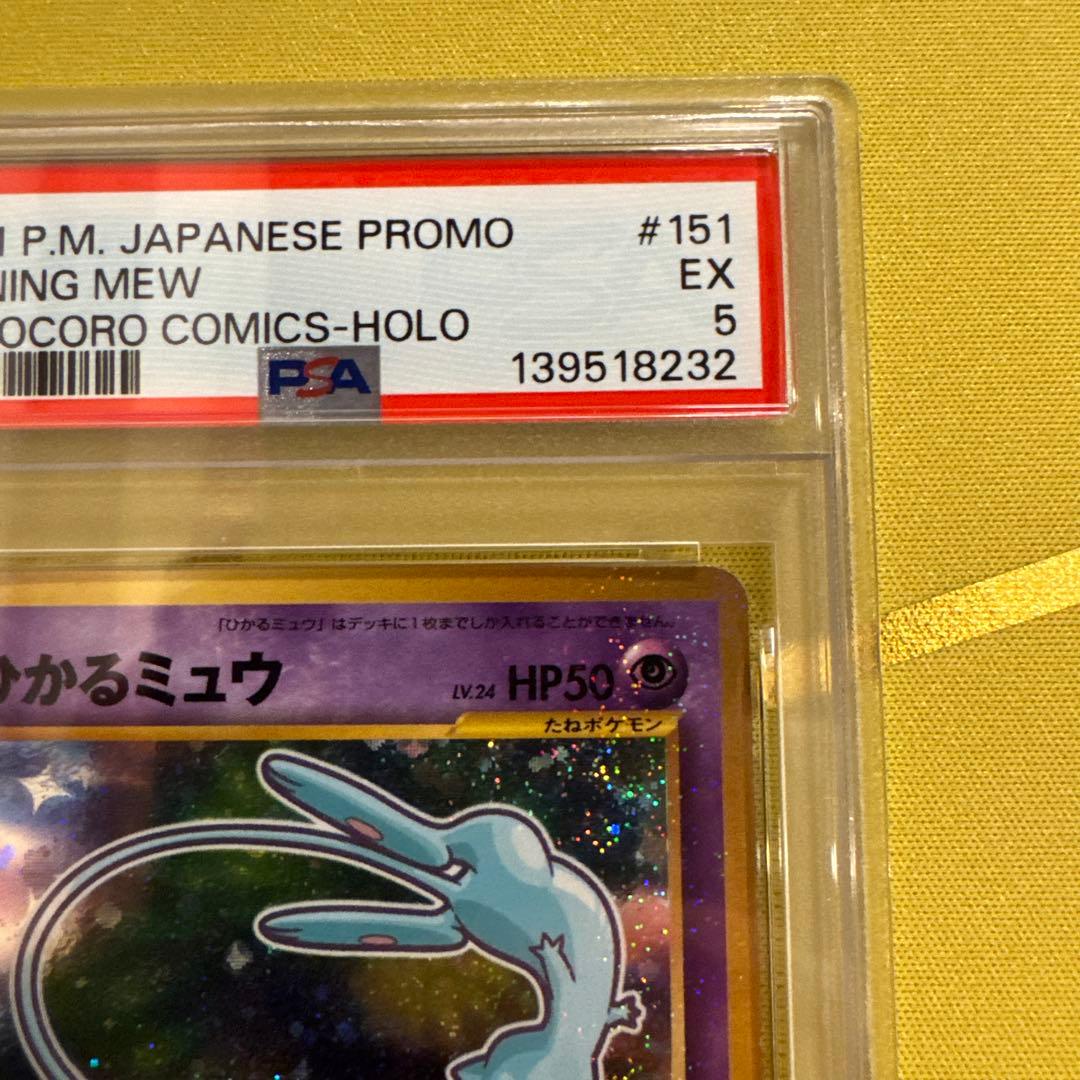 P.M. JAPANESE PROMO #151
NING MEW EX
OCORO COMICS-HOLO 5
PSA 139518232
「ひかるミュウ」はデッキに1枚までしか入れることができません。
ひかるミュウ LV.24 HP50
たねポケモン